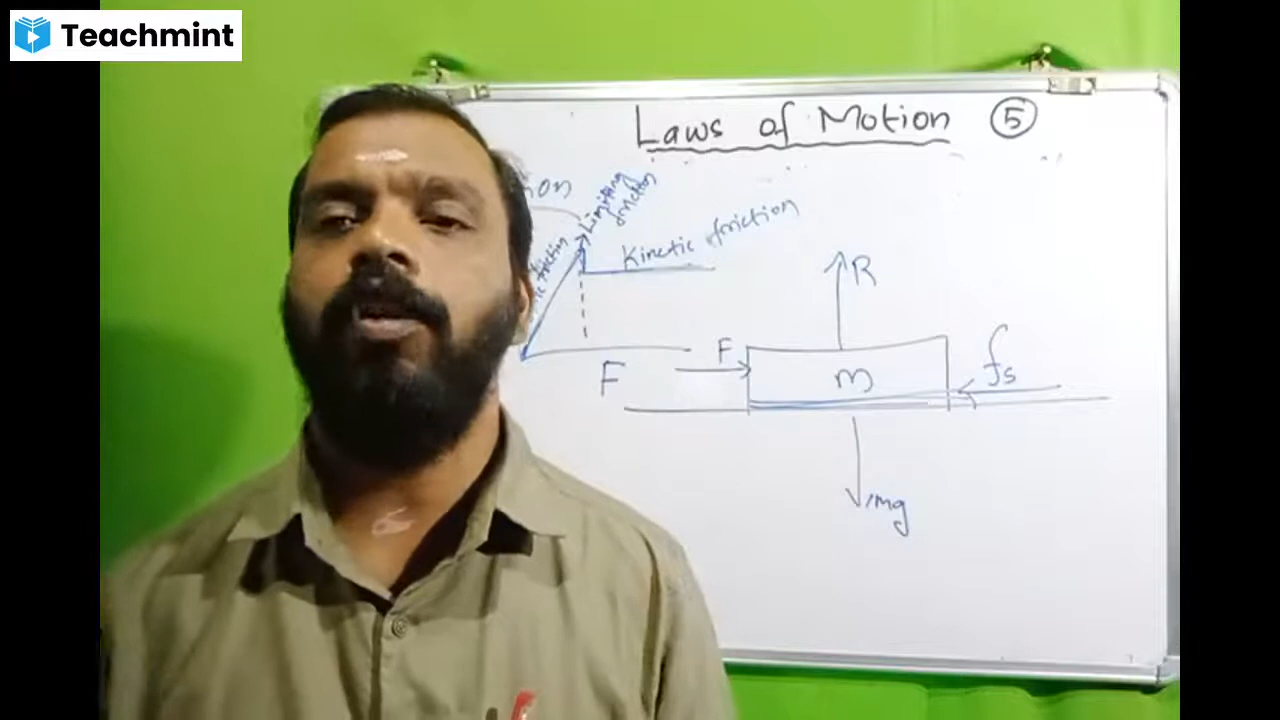 Teachmint
Laws of Motion 5
Limiting
friction
Kinetic friction
R
F
F
m
fs
mg